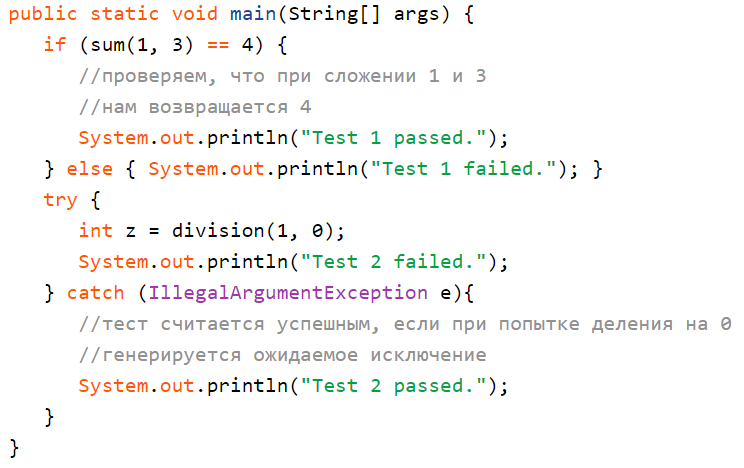 public static void main(String[] args) {
if (sum(1, 3) == 4) {
//проверяем, что при сложении 1 и 3
//нам возвращается 4
System.out.println("Test 1 passed.");
} else { System.out.println("Test 1 failed."); }
try {
int z = division(1, 0);
System.out.println("Test 2 failed.");
} catch (IllegalArgumentException e){
//тест считается успешным, если при попытке деления на 0
//генерируется ожидаемое исключение
System.out.println("Test 2 passed.");
}
}